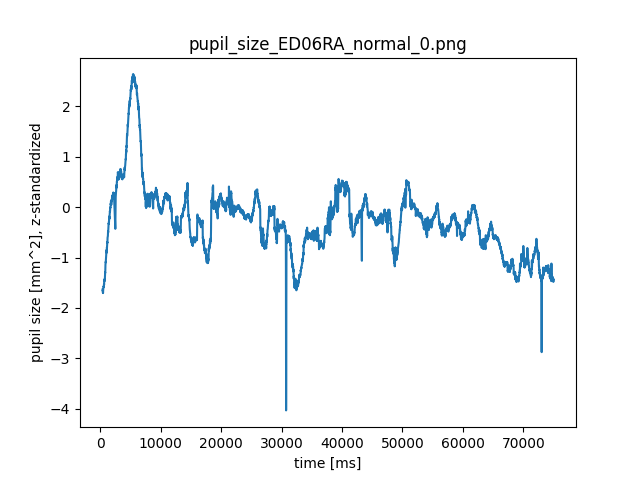 pupil_size_ED06RA_normal_0.png
pupil size [mm^2], z-standardized
2
1
0
−1
−2
−3
−4
0 10000 20000 30000 40000 50000 60000 70000
time [ms]